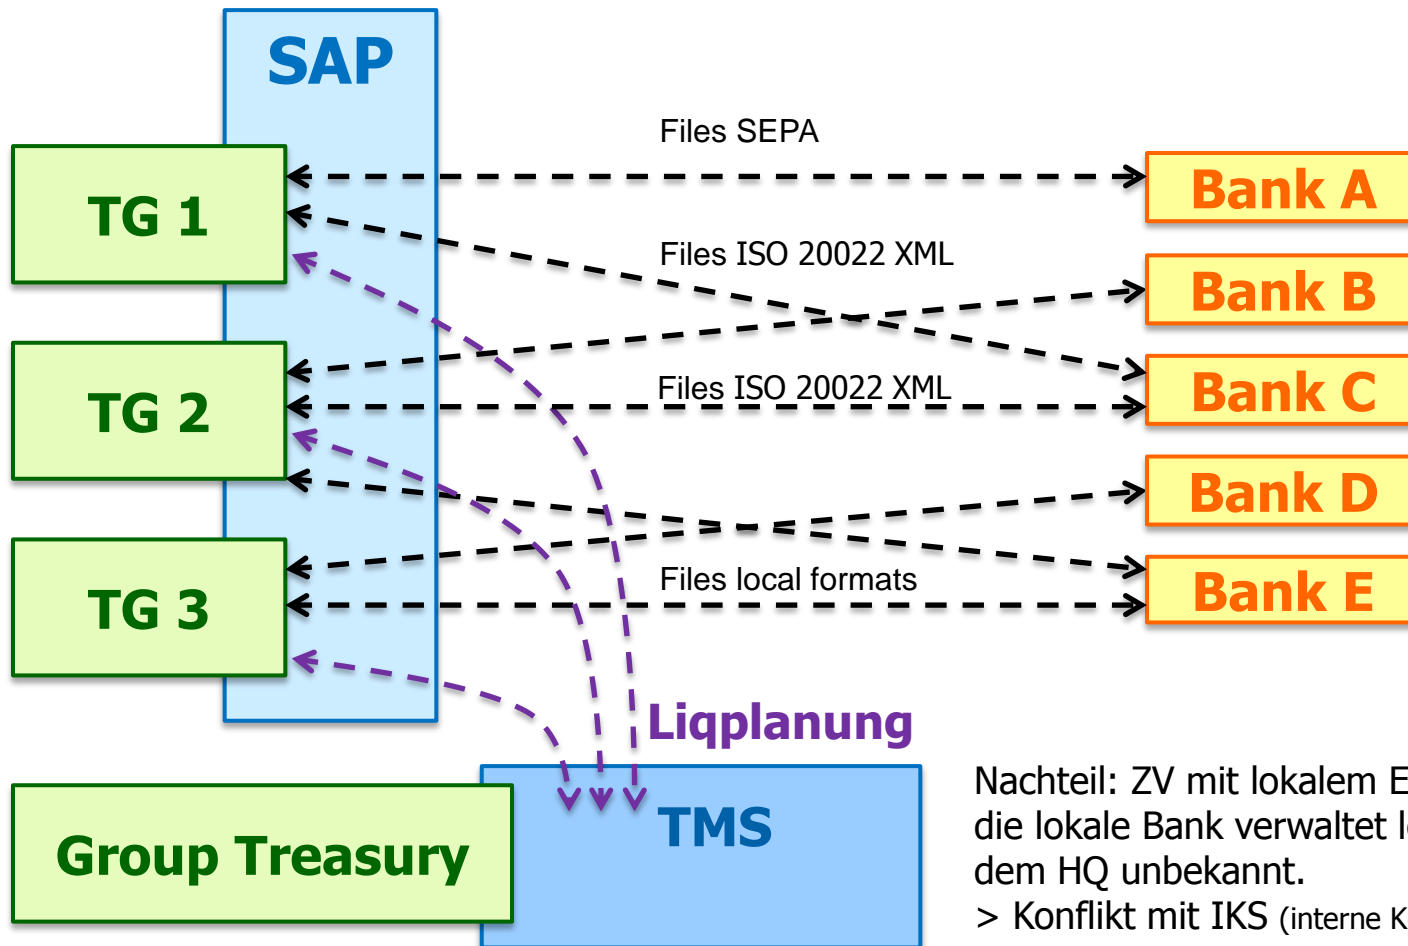 SAP
Files SEPA
TG 1
Bank A
Files ISO 20022 XML
Bank B
TG 2
Files ISO 20022 XML
Bank C
Bank D
TG 3
Files local formats
Bank E
Liqplanung
Group Treasury
TMS
Nachteil: ZV mit lokalem
die lokale Bank verwaltet
dem HQ unbekannt.
> Konflikt mit IKS (interne